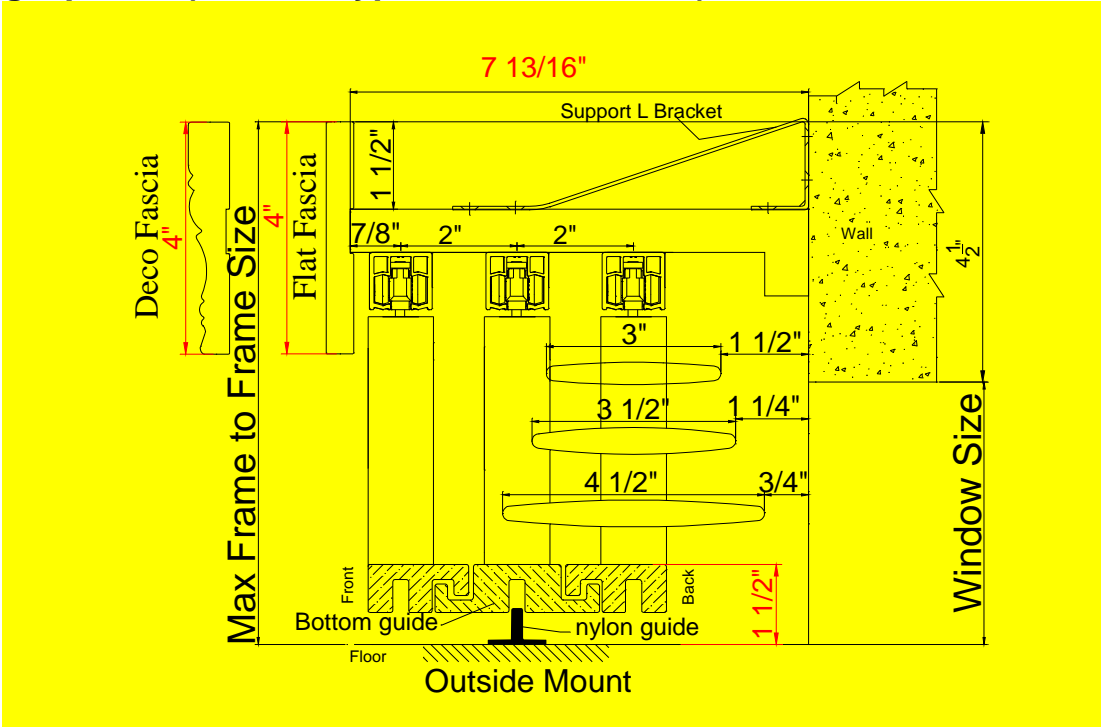 7 13/16"
Support L Bracket
1 1/2"
Deco Fascia
4"
Flat Fascia
4"
Max Frame to Frame Size
7/8"
2"
2"
Wall
4 1/2"
3"
1 1/2"
3 1/2"
1 1/4"
4 1/2"
3/4"
Window Size
Front
Back
1 1/2"
Bottom guide
nylon guide
Floor
Outside Mount